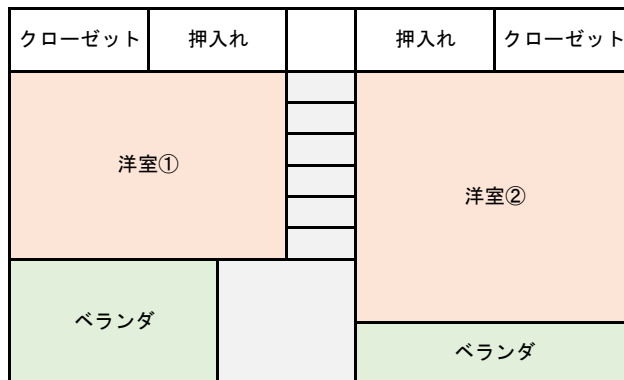 クローゼット
押入れ
押入れ
クローゼット
洋室①
洋室②
ベランダ
ベランダ